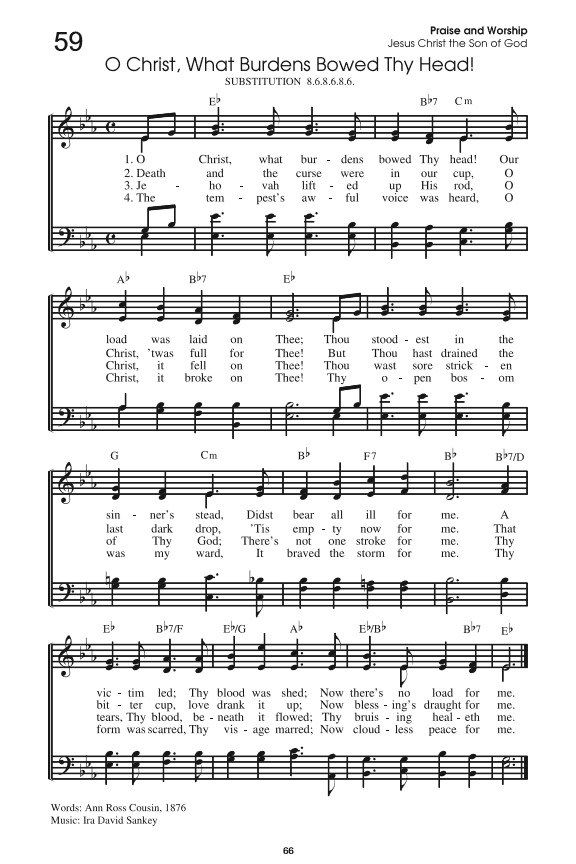 59
Praise and Worship
Jesus Christ the Son of God
O Christ, What Burdens Bowed Thy Head!
SUBSTITUTION 8.6.8.6.8.6.
E♭ B♭7 Cm
1. O Christ, what bur - dens bowed Thy head! Our
2. Death and the curse were in our cup, O
3. Je - ho - vah lift - ed up His rod, O
4. The tem - pest's aw - ful voice was heard, O
A♭ B♭7 E♭
load was laid on Thee; Thou stood - est in the
Christ, 'twas full for Thee! But Thou hast drained the
Christ, it fell on Thee! Thou wast sore strick - en
Christ, it broke on Thee! Thy o - pen bos - om
G Cm B♭ F7 B♭ B♭7/D
sin - ner's stead, Didst bear all ill for me. A
last dark drop, 'Tis emp - ty now for me. That
of Thy God; There's not one stroke for me. Thy
was my ward, It braved the storm for me. Thy
E♭ B♭7/F E♭/G A♭ E♭/B♭ B♭7 E♭
vic - tim led; Thy blood was shed; Now there's no load for me.
bit - ter cup, love drank it up; Now bless - ing's draught for me.
tears, Thy blood, be - neath it flowed; Thy bruis - ing heal - eth me.
form was scarred, Thy vis - age marred; Now cloud - less peace for me.
Words: Ann Ross Cousin, 1876
Music: Ira David Sankey
66